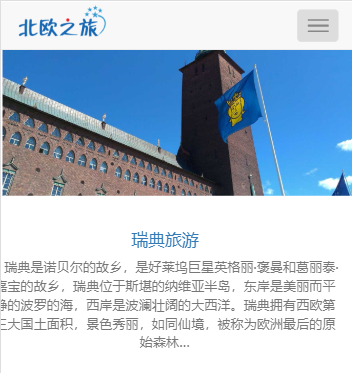 北欧之旅
瑞典旅游
瑞典是诺贝尔的故乡，是好莱坞巨星英格丽·褒曼和葛丽泰·
嘉宝的故乡，瑞典位于斯堪的纳维亚半岛，东岸是美丽而平
静的波罗的海，西岸是波澜壮阔的大西洋。瑞典拥有西欧第
三大国土面积，景色秀丽，如同仙境，被称为欧洲最后的原
始森林...